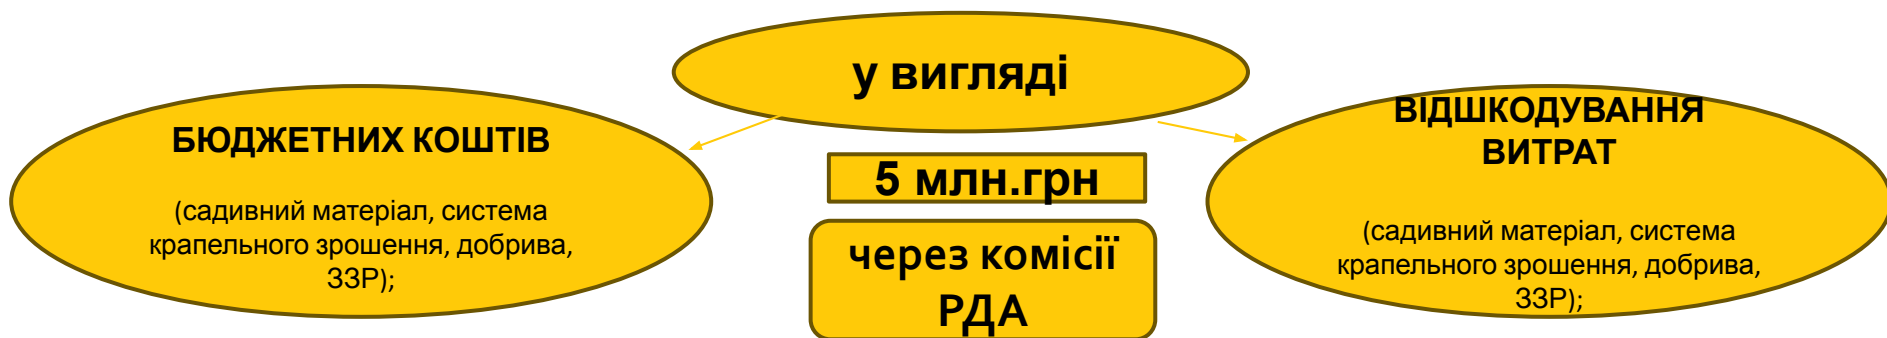 у вигляді
БЮДЖЕТНИХ КОШТІВ
(садивний матеріал, система
крапельного зрошення, добрива,
ЗЗР);
5 млн.грн
через комісії
РДА
ВІДШКОДУВАННЯ
ВИТРАТ
(садивний матеріал, система
крапельного зрошення, добрива,
ЗЗР);